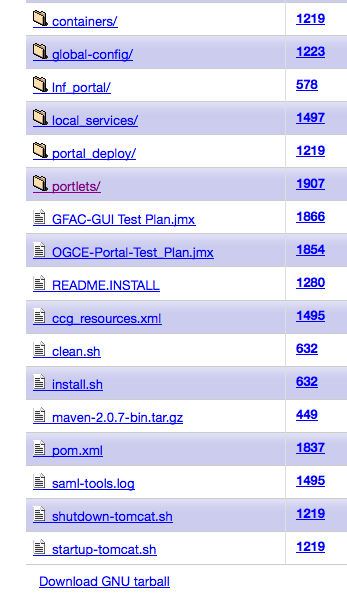 containers/ 1219
global-config/ 1223
lnf_portal/ 578
local_services/ 1497
portal_deploy/ 1219
portlets/ 1907
GFAC-GUI Test Plan.jmx 1866
OGCE-Portal-Test_Plan.jmx 1854
README.INSTALL 1280
ccg_resources.xml 1495
clean.sh 632
install.sh 632
maven-2.0.7-bin.tar.gz 449
pom.xml 1837
saml-tools.log 1495
shutdown-tomcat.sh 1219
startup-tomcat.sh 1219
Download GNU tarball